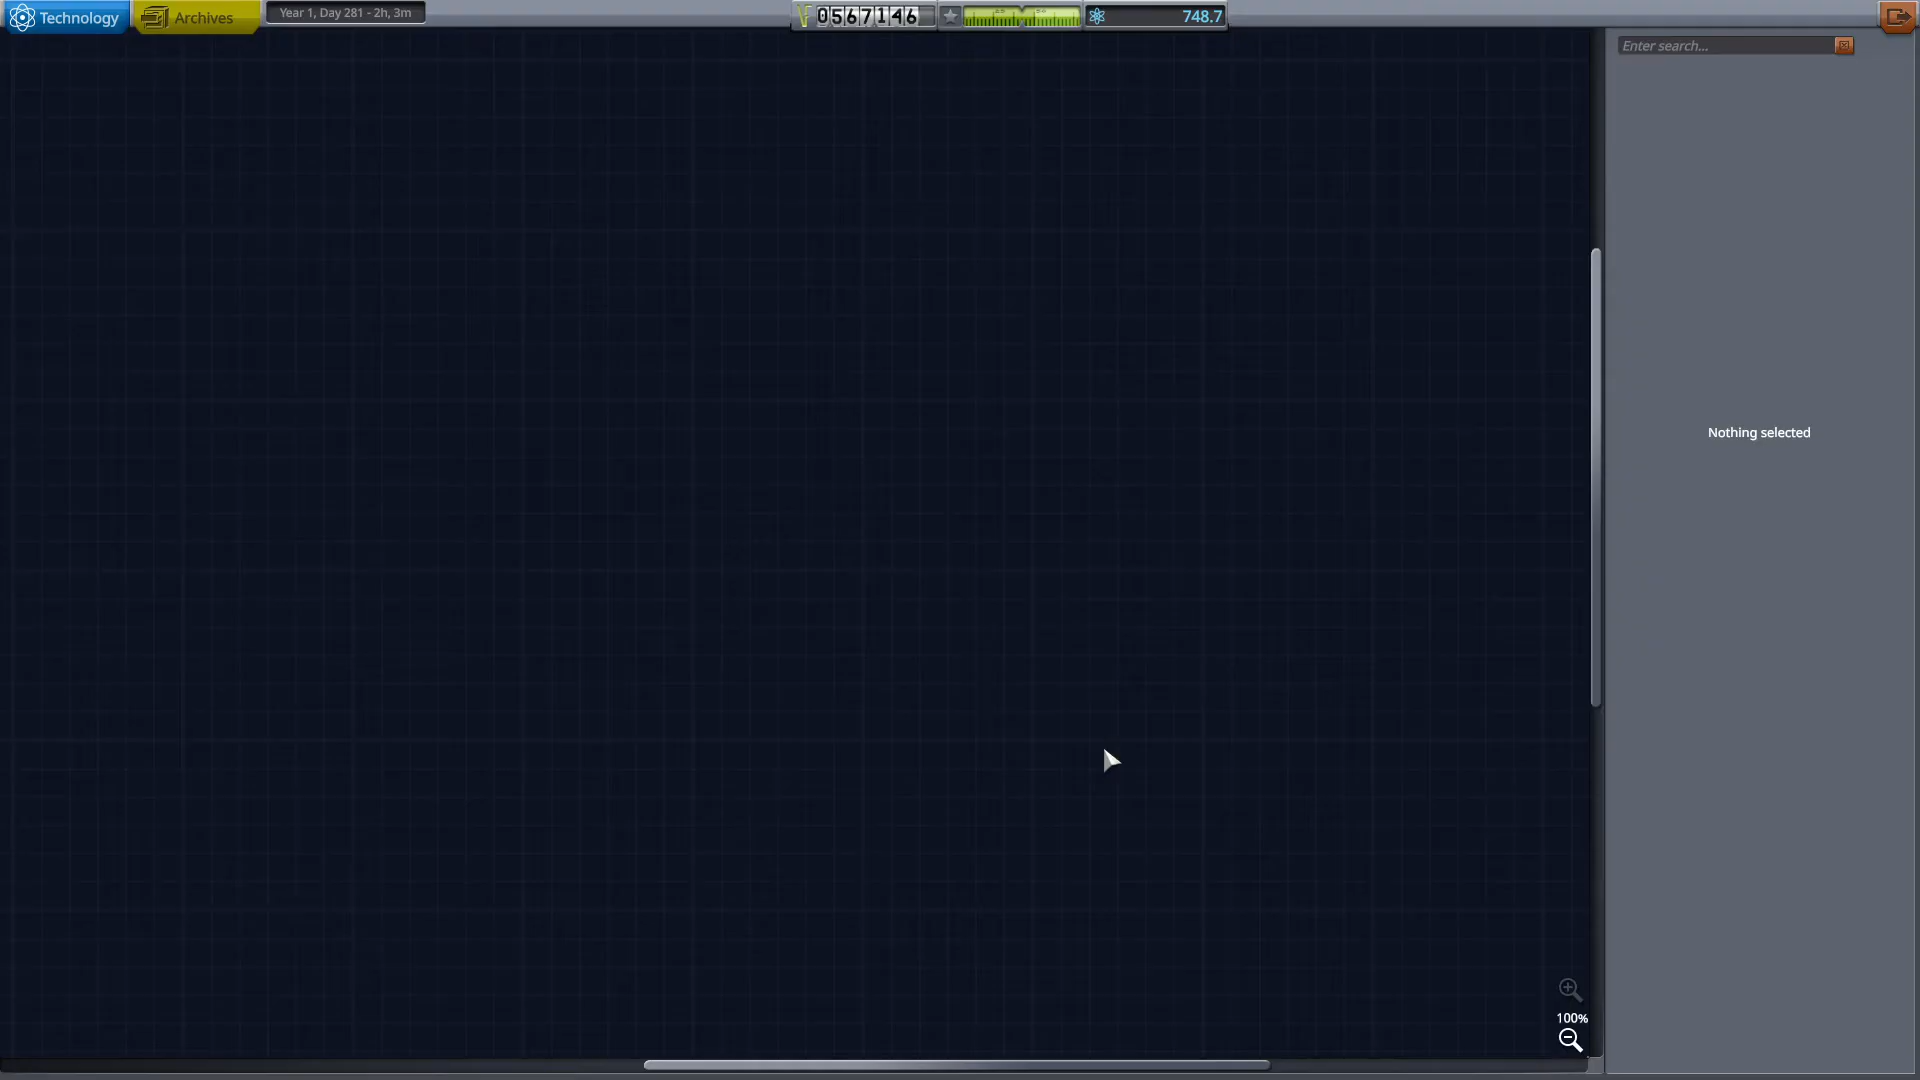 Technology
Archives
Year 1, Day 281 - 2h, 3m
0567146
748.7
Enter search...
Nothing selected
100%